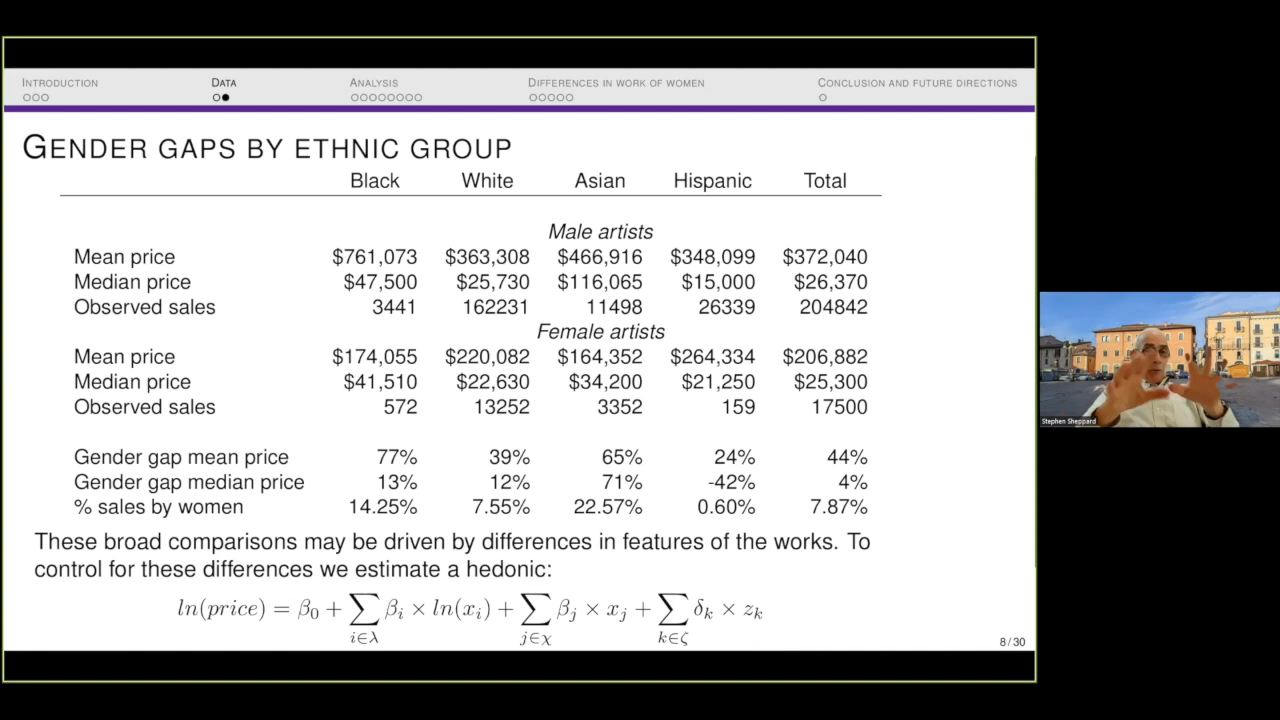 INTRODUCTION DATA ANALYSIS DIFFERENCES IN WORK OF WOMEN CONCLUSION AND FUTURE DIRECTIONS
GENDER GAPS BY ETHNIC GROUP
Black White Asian Hispanic Total
Male artists
Mean price $761,073 $363,308 $466,916 $348,099 $372,040
Median price $47,500 $25,730 $116,065 $15,000 $26,370
Observed sales 3441 162231 11498 26339 204842
Female artists
Mean price $174,055 $220,082 $164,352 $264,334 $206,882
Median price $41,510 $22,630 $34,200 $21,250 $25,300
Observed sales 572 13252 3352 159 17500
Gender gap mean price 77% 39% 65% 24% 44%
Gender gap median price 13% 12% 71% -42% 4%
% sales by women 14.25% 7.55% 22.57% 0.60% 7.87%
These broad comparisons may be driven by differences in features of the works. To
control for these differences we estimate a hedonic:
ln(price) = β0 + ∑ βi × ln(xi) + ∑ βj × xj + ∑ δk × zk
i∈λ j∈χ k∈ζ
8/30
Stephen Sheppard